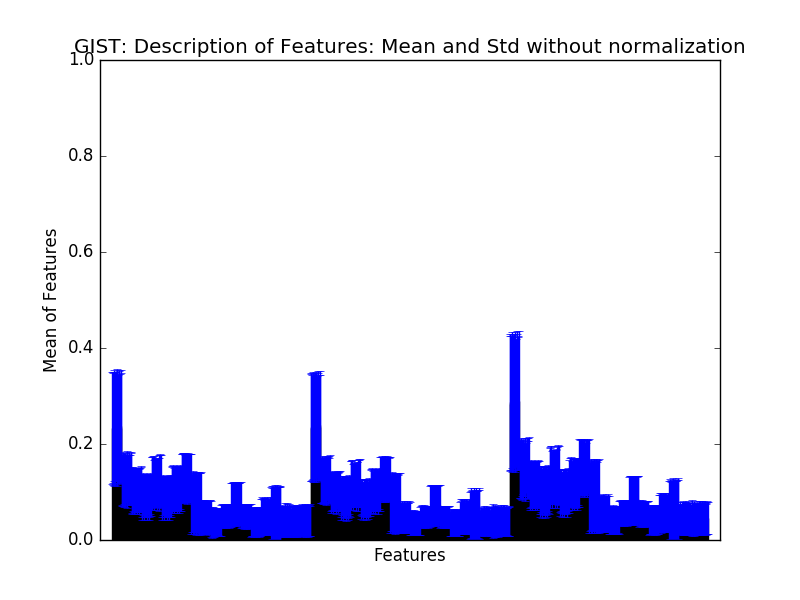 GIST: Description of Features: Mean and Std without normalization
1.0
0.8
0.6
0.4
0.2
0.0
Mean of Features
Features